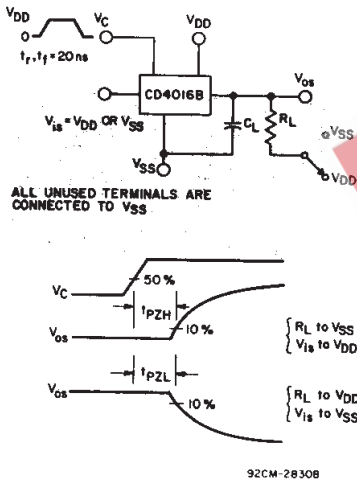 VDD
0
VC
VDD
tr, tf = 20 ns
CD4016B
Vos
Vis = VDD OR VSS
CL
RL
VSS
VSS
VDD
ALL UNUSED TERMINALS ARE
CONNECTED TO VSS
VC
50%
tPZH
Vos
10%
RL to VSS
Vis to VDD
tPZL
Vos
10%
RL to VDD
Vis to VSS
92CM-28308